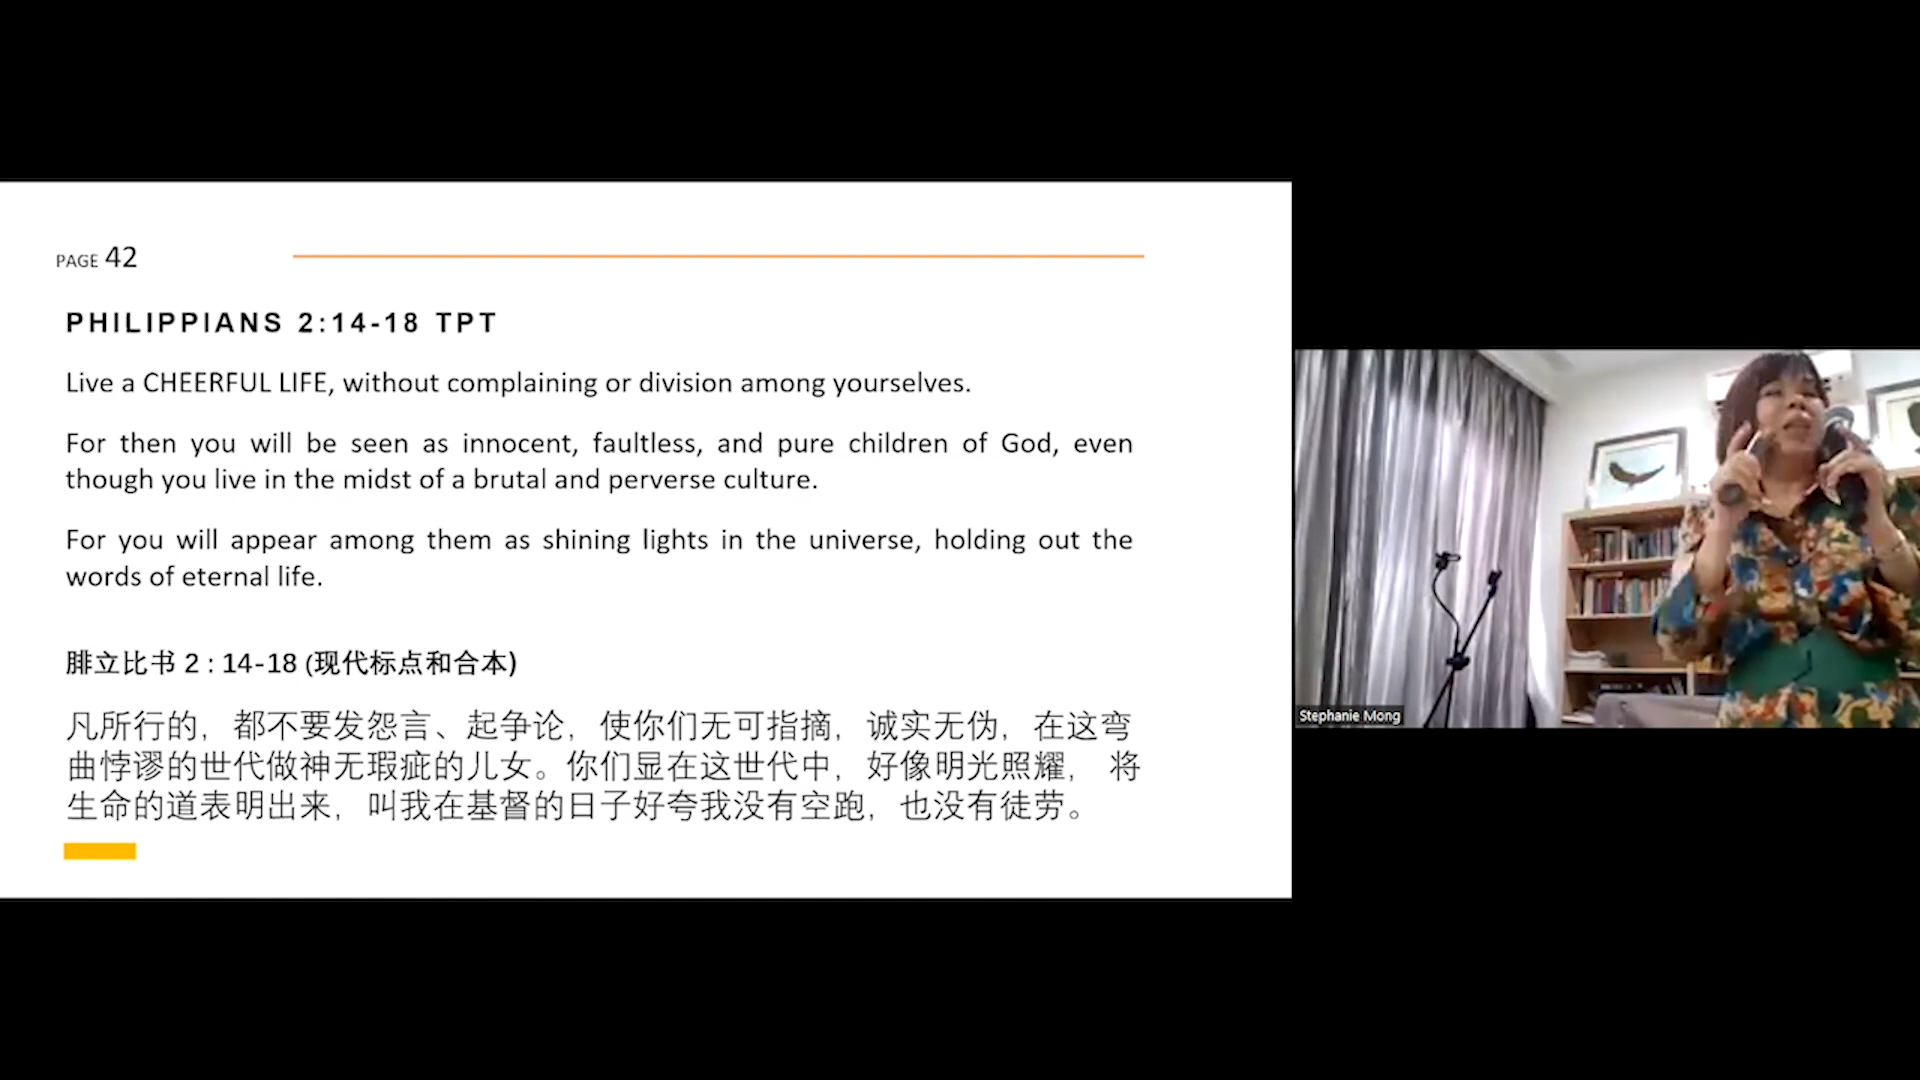 PAGE 42
PHILIPPIANS 2:14-18 TPT
Live a CHEERFUL LIFE, without complaining or division among yourselves.
For then you will be seen as innocent, faultless, and pure children of God, even
though you live in the midst of a brutal and perverse culture.
For you will appear among them as shining lights in the universe, holding out the
words of eternal life.
腓立比书 2 : 14-18 (现代标点和合本)
凡所行的，都不要发怨言、起争论，使你们无可指摘，诚实无伪，在这弯
曲悖谬的世代做神无瑕疵的儿女。你们显在这世代中，好像明光照耀， 将
生命的道表明出来，叫我在基督的日子好夸我没有空跑，也没有徒劳。
Stephanie Mong